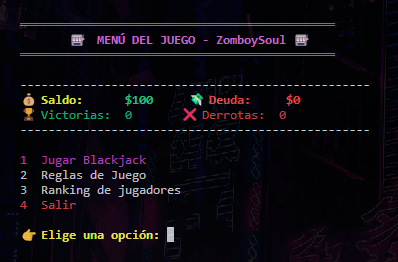 MENÚ DEL JUEGO - ZomboySoul
Saldo: $100 Deuda: $0
Victorias: 0 Derrotas: 0
1 Jugar Blackjack
2 Reglas de Juego
3 Ranking de jugadores
4 Salir
Elige una opción: